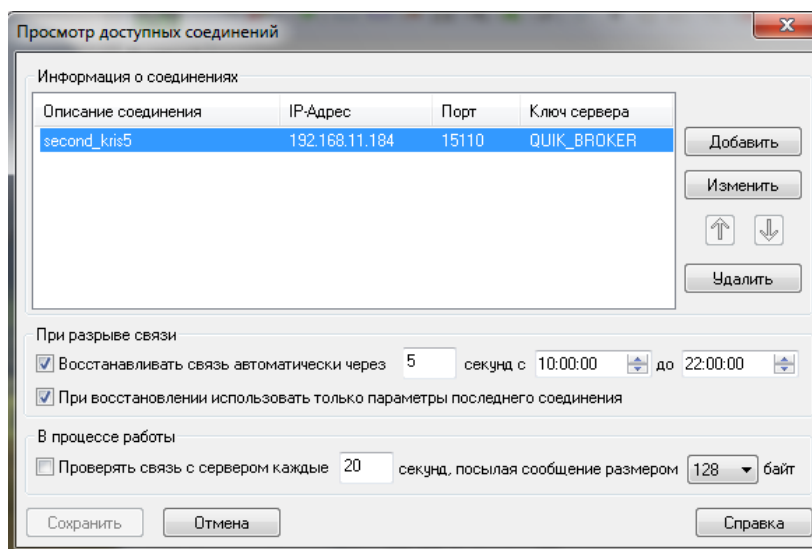 Просмотр доступных соединений
Информация о соединениях
Описание соединения IP-Адрес Порт Ключ сервера
second_kris5 192.168.11.184 15110 QUIK_BROKER
Добавить
Изменить
Удалить
При разрыве связи
Восстанавливать связь автоматически через 5 секунд с 10:00:00 до 22:00:00
При восстановлении использовать только параметры последнего соединения
В процессе работы
Проверять связь с сервером каждые 20 секунд, посылая сообщение размером 128 байт
Сохранить Отмена Справка